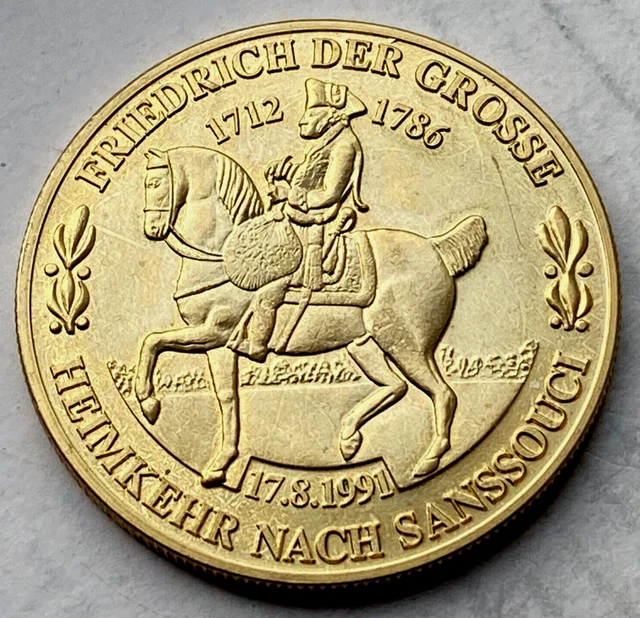 FRIEDRICH DER GROSSE
1712 1786
17.8.1991
HEIMKEHR NACH SANSSOUCI